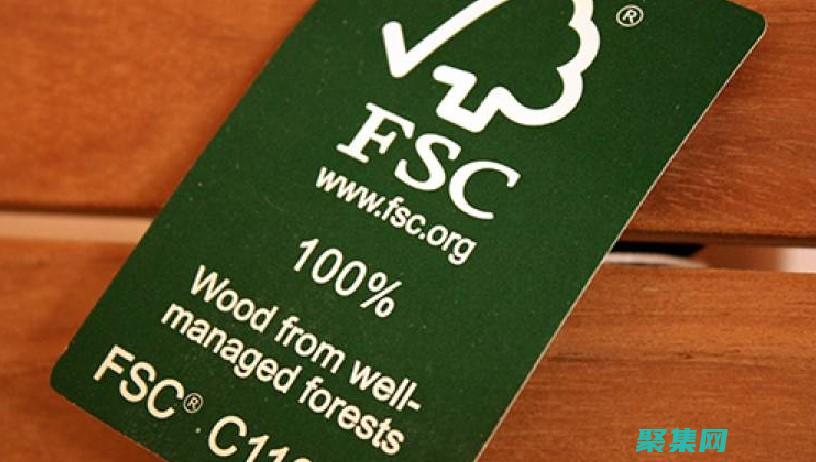 ®
FSC
www.fsc.org
100%
Wood from well-
managed forests
FSC® C11
聚集网